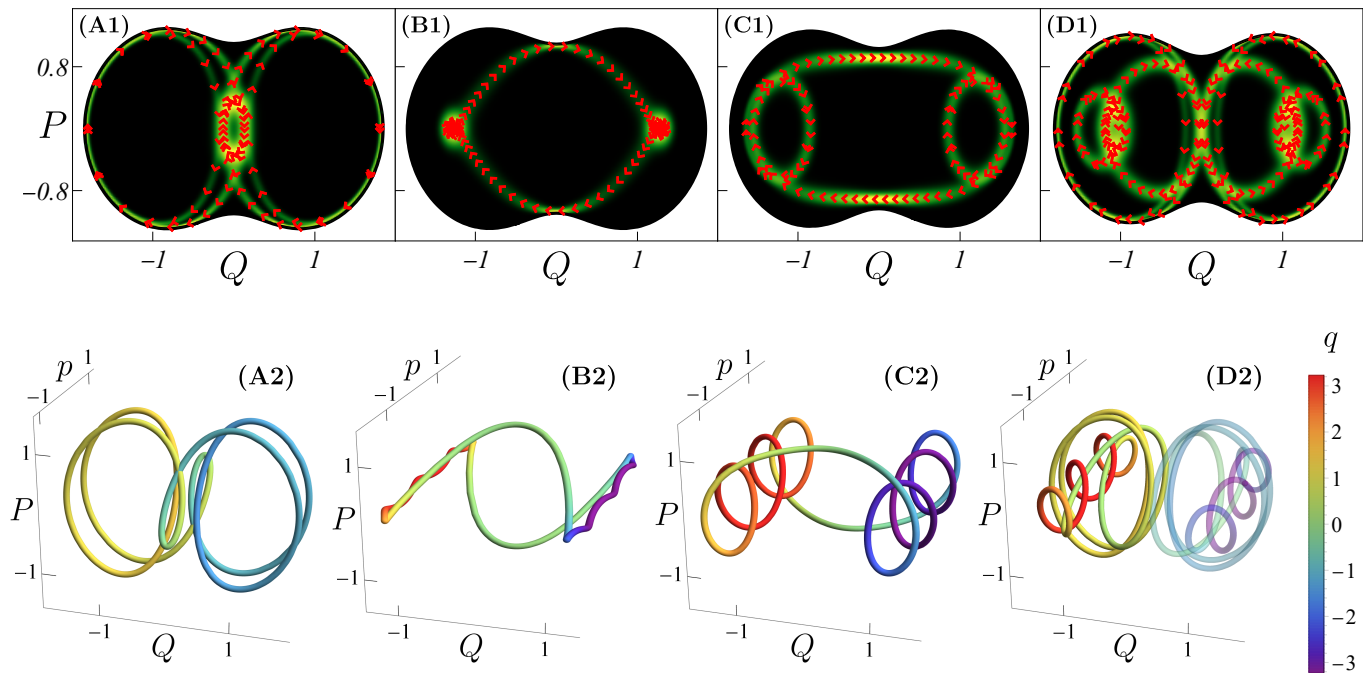 (A1) (B1) (C1) (D1)
0.8
P
-0.8
-1 Q 1 -1 Q 1 -1 Q 1 -1 Q 1
q
p 1 p 1 p 1 p 1
-1 -1 -1 -1
(A2) (B2) (C2) (D2)
3
2
1
0
-1
-2
-3
1 1 1 1
P P P P
-1 -1 -1 -1
-1 Q 1 -1 Q 1 -1 Q 1 -1 Q 1